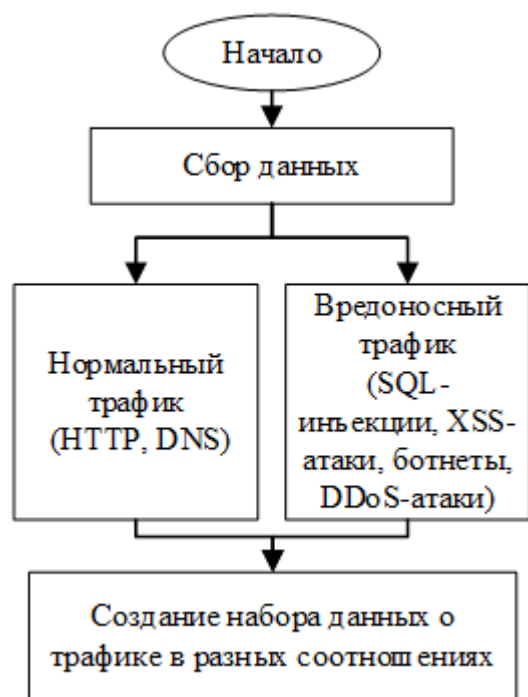 Начало
Сбор данных
Нормальный
трафик
(HTTP, DNS)
Вредоносный
трафик
(SQL-
инъекции, XSS-
атаки, ботнеты,
DDoS-атаки)
Создание набора данных о
трафике в разных соотношениях